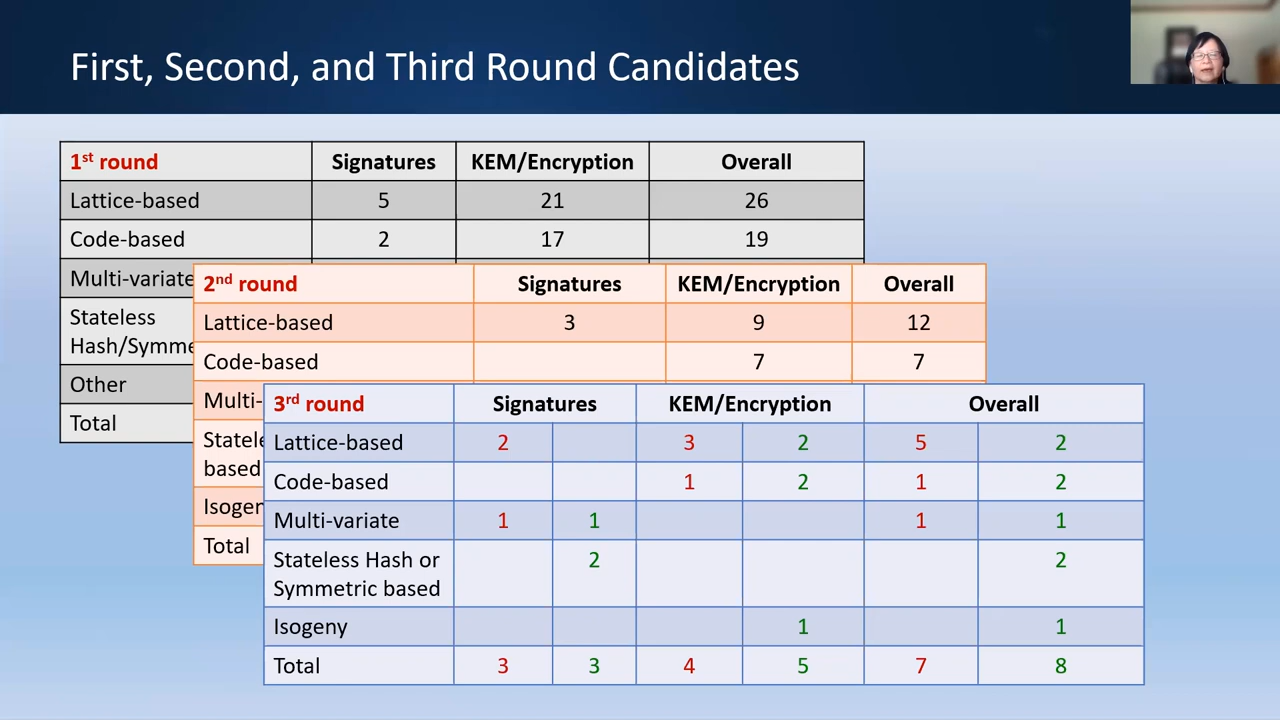 First, Second, and Third Round Candidates
1st round Signatures KEM/Encryption Overall
Lattice-based 5 21 26
Code-based 2 17 19
Multi-variate
Stateless
Hash/Symme
Other
Total
2nd round Signatures KEM/Encryption Overall
Lattice-based 3 9 12
Code-based 7 7
Multi-
Statele
based
Isogen
Total
3rd round Signatures KEM/Encryption Overall
Lattice-based 2 3 2 5 2
Code-based 1 2 1 2
Multi-variate 1 1 1 1
Stateless Hash or
Symmetric based 2 2
Isogeny 1 1
Total 3 3 4 5 7 8